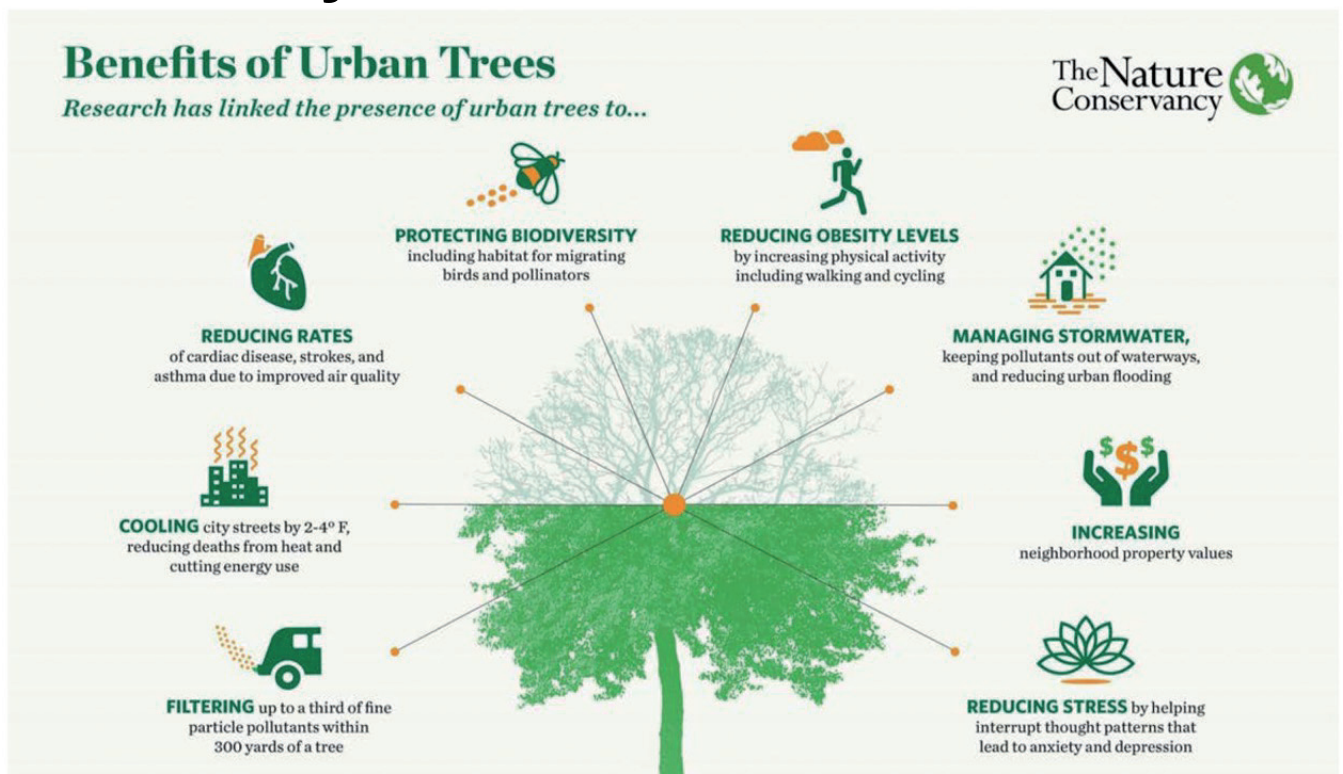 Benefits of Urban Trees
Research has linked the presence of urban trees to...
The Nature
Conservancy
PROTECTING BIODIVERSITY
including habitat for migrating
birds and pollinators
REDUCING OBESITY LEVELS
by increasing physical activity
including walking and cycling
REDUCING RATES
of cardiac disease, strokes, and
asthma due to improved air quality
MANAGING STORMWATER,
keeping pollutants out of waterways,
and reducing urban flooding
COOLING city streets by 2-4º F,
reducing deaths from heat and
cutting energy use
$ $ $
INCREASING
neighborhood property values
FILTERING up to a third of fine
particle pollutants within
300 yards of a tree
REDUCING STRESS by helping
interrupt thought patterns that
lead to anxiety and depression